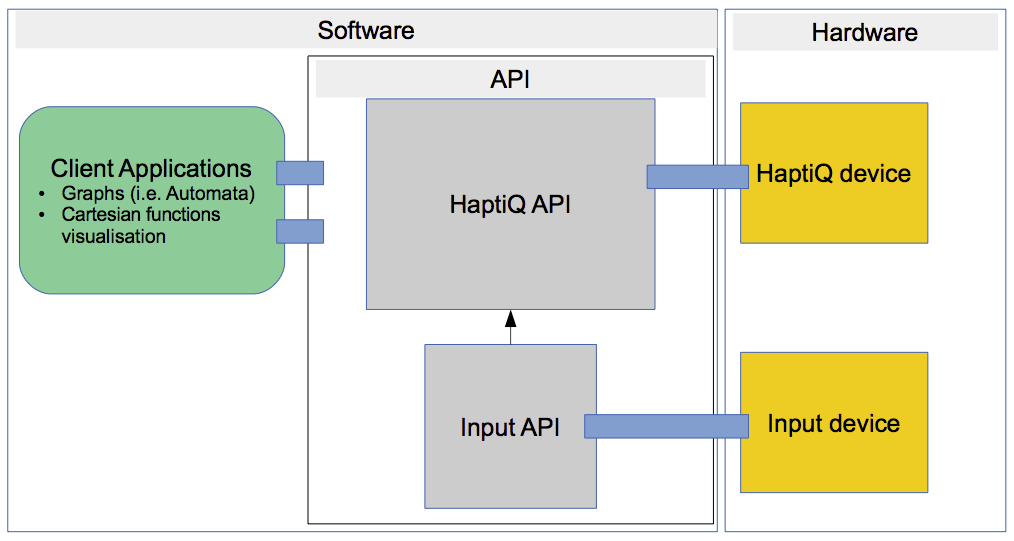 Software
Hardware
API
Client Applications
• Graphs (i.e. Automata)
• Cartesian functions
visualisation
HaptiQ API
HaptiQ device
Input API
Input device